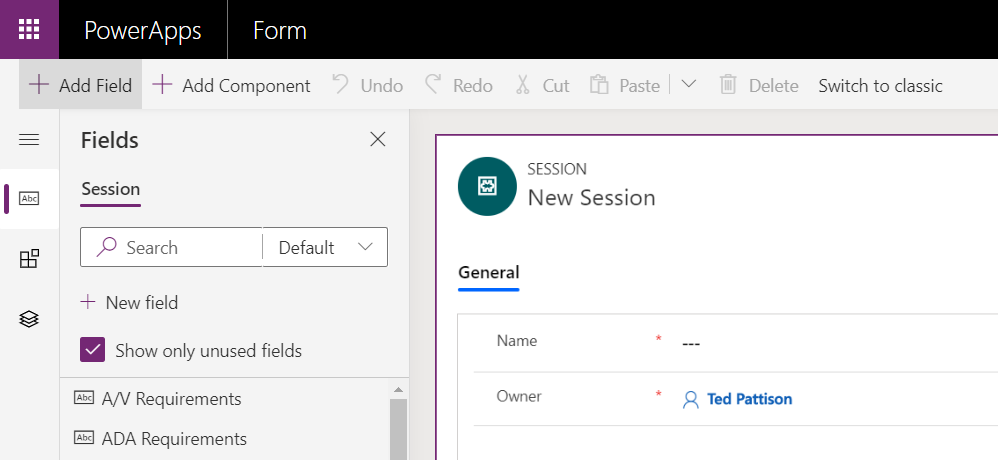 PowerApps Form
Add Field Add Component Undo Redo Cut Paste Delete Switch to classic
Fields
Session
Search Default
New field
Show only unused fields
Abc A/V Requirements
Abc ADA Requirements
Abc
SESSION
New Session
General
Name * ---
Owner * Ted Pattison